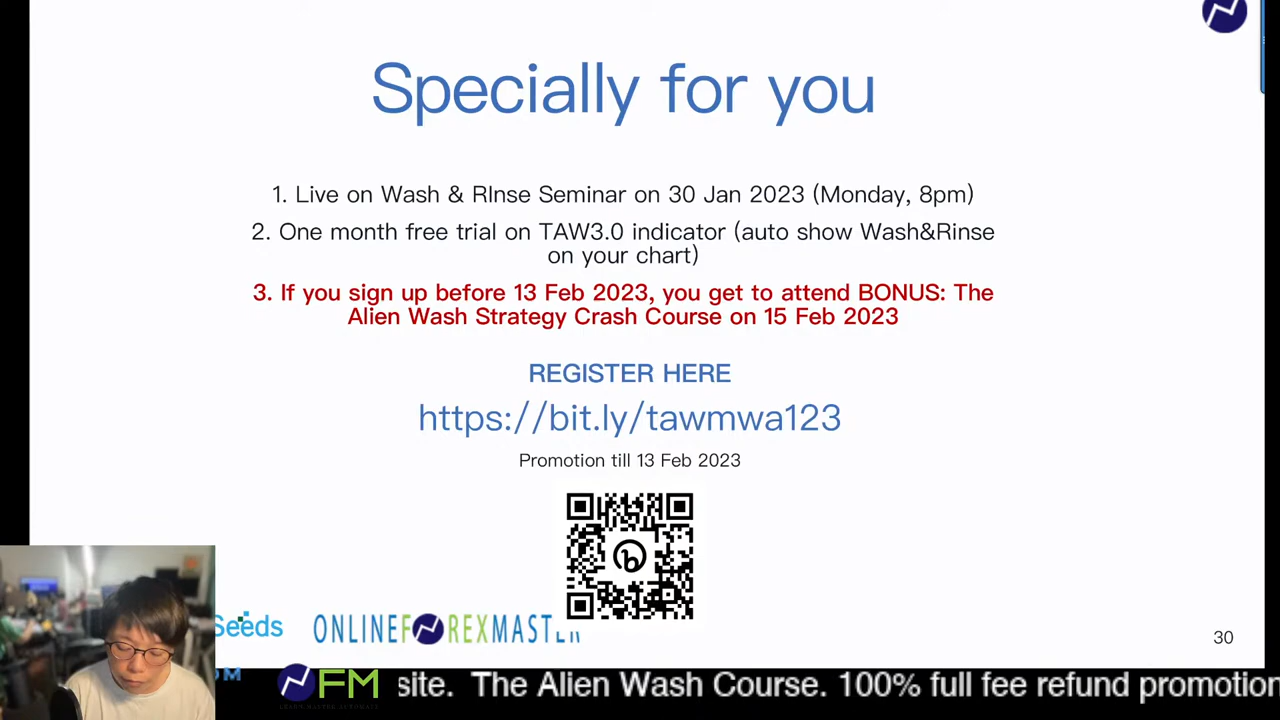 Specially for you
1. Live on Wash & RInse Seminar on 30 Jan 2023 (Monday, 8pm)
2. One month free trial on TAW3.0 indicator (auto show Wash&Rinse
on your chart)
3. If you sign up before 13 Feb 2023, you get to attend BONUS: The
Alien Wash Strategy Crash Course on 15 Feb 2023
REGISTER HERE
https://bit.ly/tawmwa123
Promotion till 13 Feb 2023
Seeds
ONLINEFOREXMASTER
30
FM
site. The Alien Wash Course. 100% full fee refund promotion